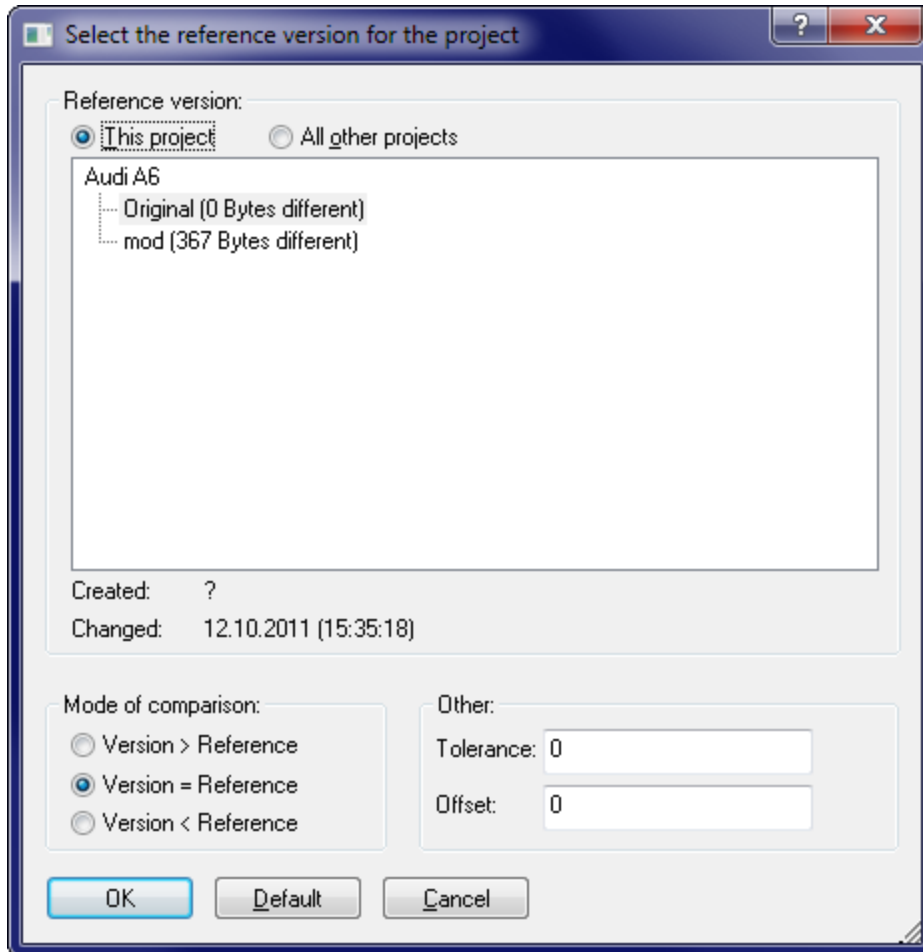 Select the reference version for the project
Reference version:
This project All other projects
Audi A6
Original (0 Bytes different)
mod (367 Bytes different)
Created: ?
Changed: 12.10.2011 (15:35:18)
Mode of comparison:
Version > Reference
Version = Reference
Version < Reference
Other:
Tolerance: 0
Offset: 0
OK Default Cancel